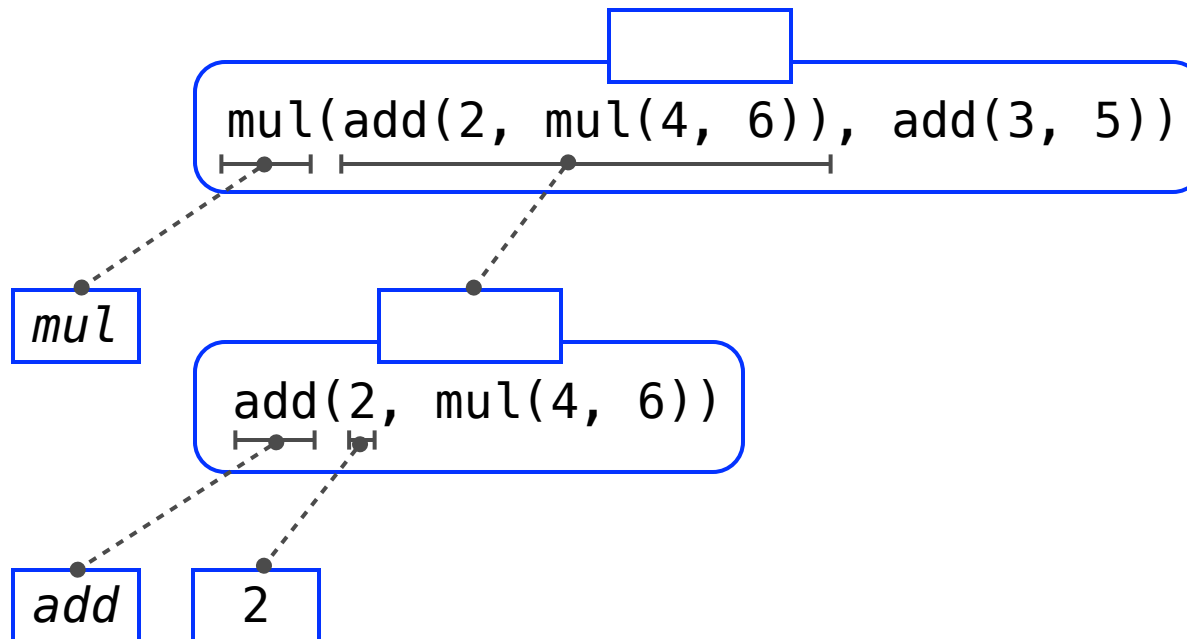 mul(add(2, mul(4, 6)), add(3, 5))
mul
add(2, mul(4, 6))
add
2